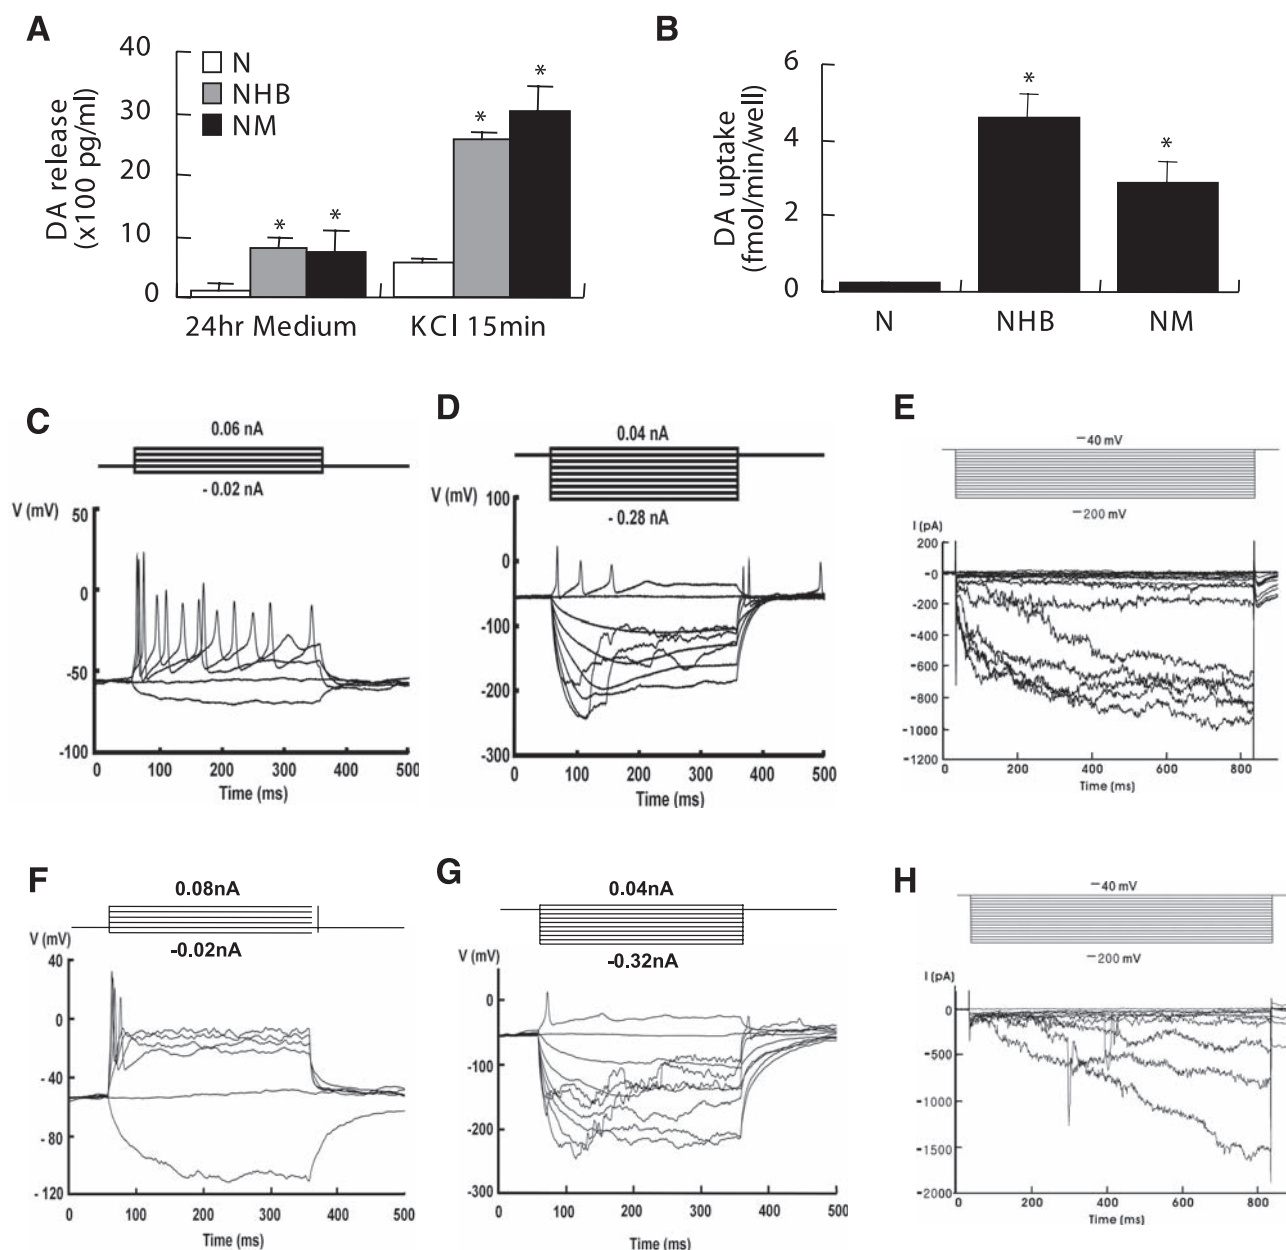 A
DA release
(x100 pg/ml)
40
30
20
10
0
N
NHB
NM
*
*
*
*
24hr Medium
KCl 15min
B
DA uptake
(fmol/min/well)
6
4
2
0
*
*
N
NHB
NM
C
0.06 nA
- 0.02 nA
V (mV)
50
0
-50
-100
0
100
200
300
400
500
Time (ms)
D
0.04 nA
- 0.28 nA
V (mV)
100
0
-100
-200
-300
0
100
200
300
400
500
Time (ms)
E
-40 mV
-200 mV
I (pA)
200
-0
-200
-400
-600
-800
-1000
-1200
0
200
400
600
800
Time (ms)
F
0.08nA
-0.02nA
V (mV)
40
0
- 40
- 80
- 120
0
100
200
300
400
500
Time (ms)
G
0.04nA
-0.32nA
V (mV)
0
-100
-200
-300
0
100
200
300
400
500
Time (ms)
H
-40 mV
-200 mV
I (pA)
0
-500
-1000
-1500
-2000
0
200
400
600
800
Time (ms)